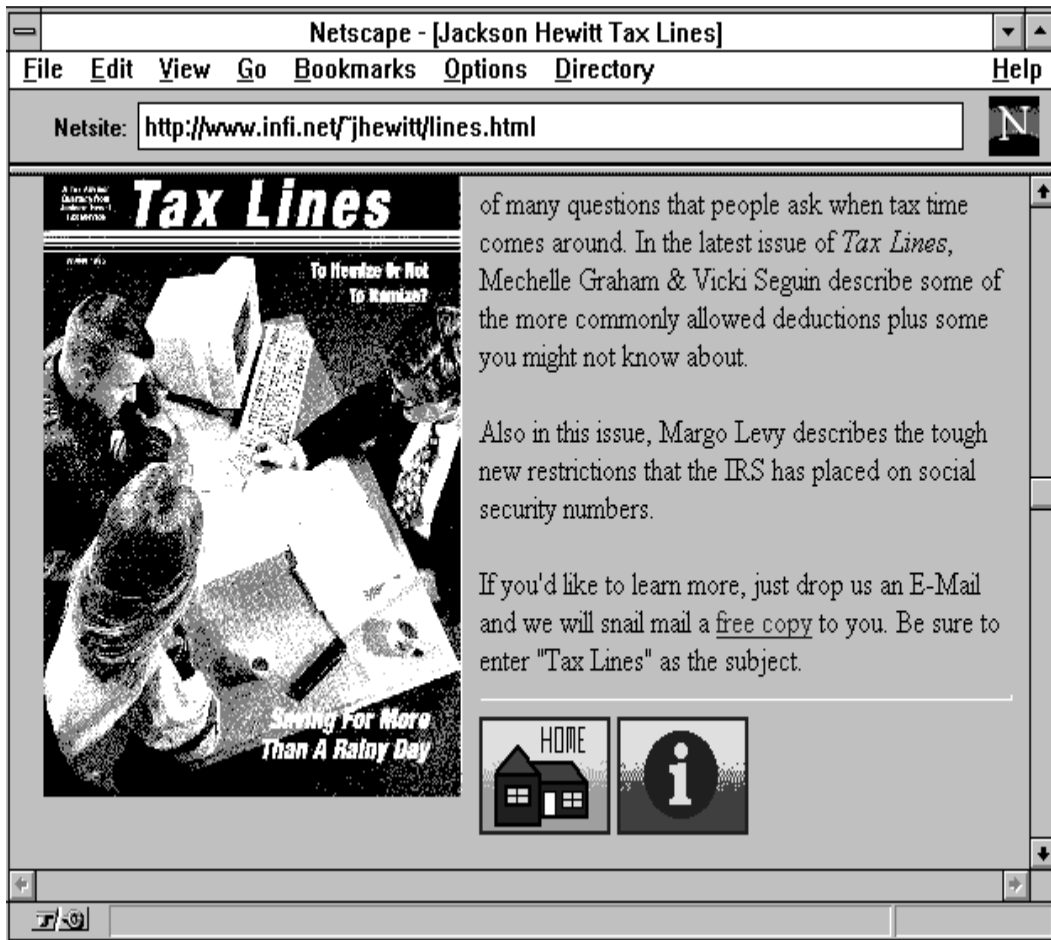 Netscape - [Jackson Hewitt Tax Lines]
File Edit View Go Bookmarks Options Directory Help
Netsite: http://www.infi.net/~jhewitt/lines.html
N
Tax Lines
To Itemize Or Not
To Itemize?
Saving For More
Than A Rainy Day
of many questions that people ask when tax time
comes around. In the latest issue of Tax Lines,
Mechelle Graham & Vicki Seguin describe some of
the more commonly allowed deductions plus some
you might not know about.
Also in this issue, Margo Levy describes the tough
new restrictions that the IRS has placed on social
security numbers.
If you'd like to learn more, just drop us an E-Mail
and we will snail mail a free copy to you. Be sure to
enter "Tax Lines" as the subject.
HOME
i